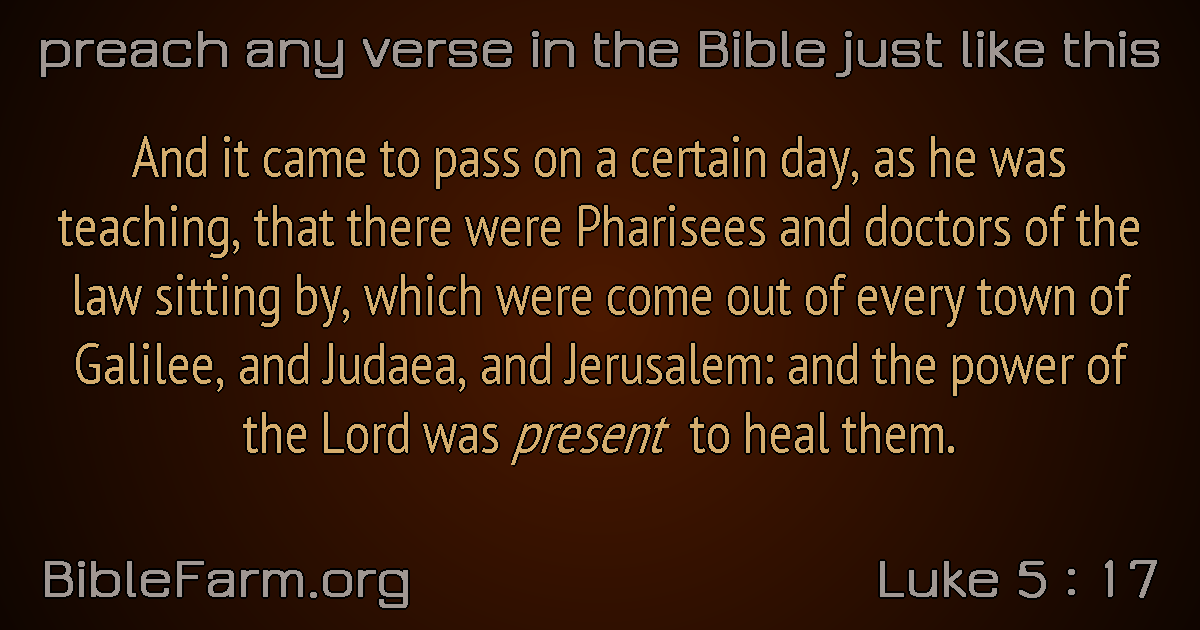 preach any verse in the Bible just like this
And it came to pass on a certain day, as he was
teaching, that there were Pharisees and doctors of the
law sitting by, which were come out of every town of
Galilee, and Judaea, and Jerusalem: and the power of
the Lord was present to heal them.
BibleFarm.org
Luke 5 : 17